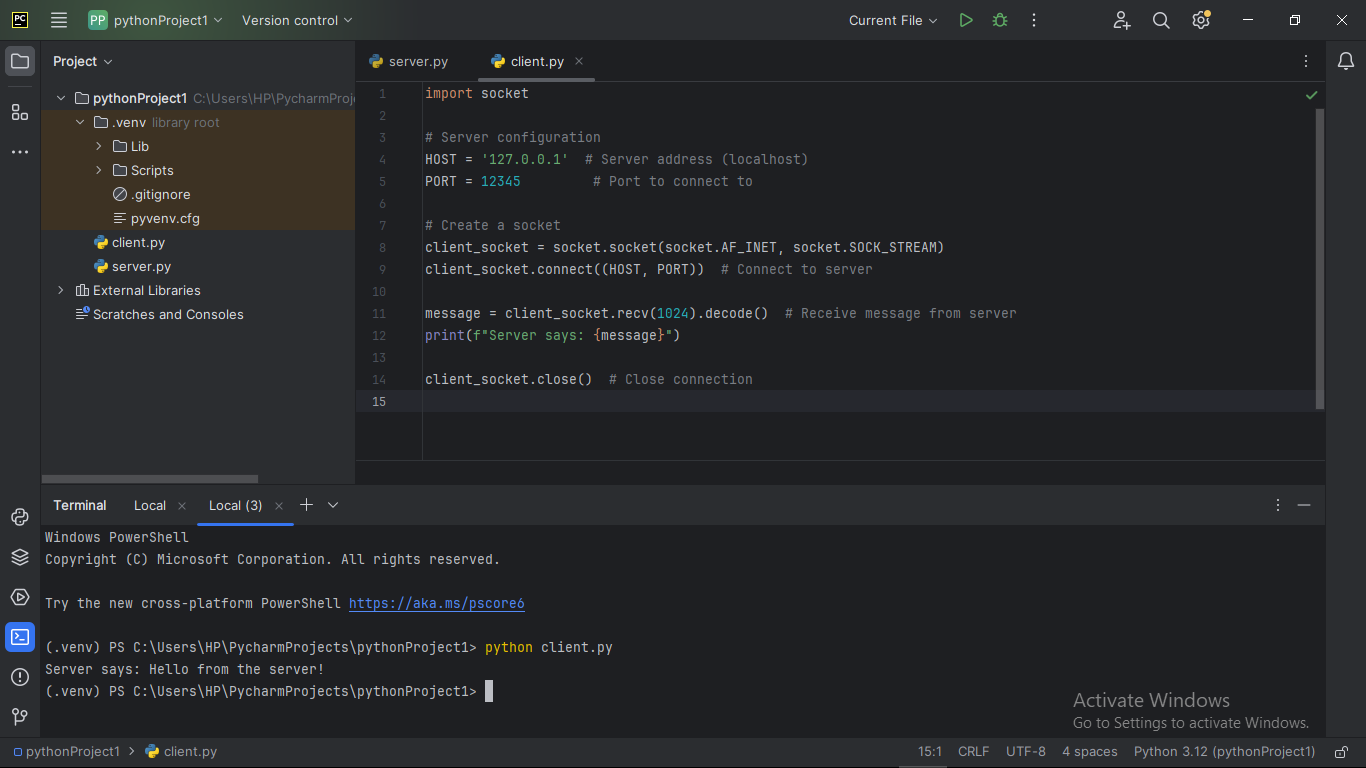 PC PP pythonProject1 Version control Current File
Project
server.py client.py
pythonProject1 C:\Users\HP\PycharmProj
.venv library root
Lib
Scripts
.gitignore
pyvenv.cfg
client.py
server.py
External Libraries
Scratches and Consoles
1 import socket
2
3 # Server configuration
4 HOST = '127.0.0.1'  # Server address (localhost)
5 PORT = 12345         # Port to connect to
6
7 # Create a socket
8 client_socket = socket.socket(socket.AF_INET, socket.SOCK_STREAM)
9 client_socket.connect((HOST, PORT))  # Connect to server
10
11 message = client_socket.recv(1024).decode()  # Receive message from server
12 print(f"Server says: {message}")
13
14 client_socket.close()  # Close connection
15
Terminal Local Local (3)
Windows PowerShell
Copyright (C) Microsoft Corporation. All rights reserved.
Try the new cross-platform PowerShell https://aka.ms/pscore6
(.venv) PS C:\Users\HP\PycharmProjects\pythonProject1> python client.py
Server says: Hello from the server!
(.venv) PS C:\Users\HP\PycharmProjects\pythonProject1>
Activate Windows
Go to Settings to activate Windows.
pythonProject1 > client.py 15:1 CRLF UTF-8 4 spaces Python 3.12 (pythonProject1)